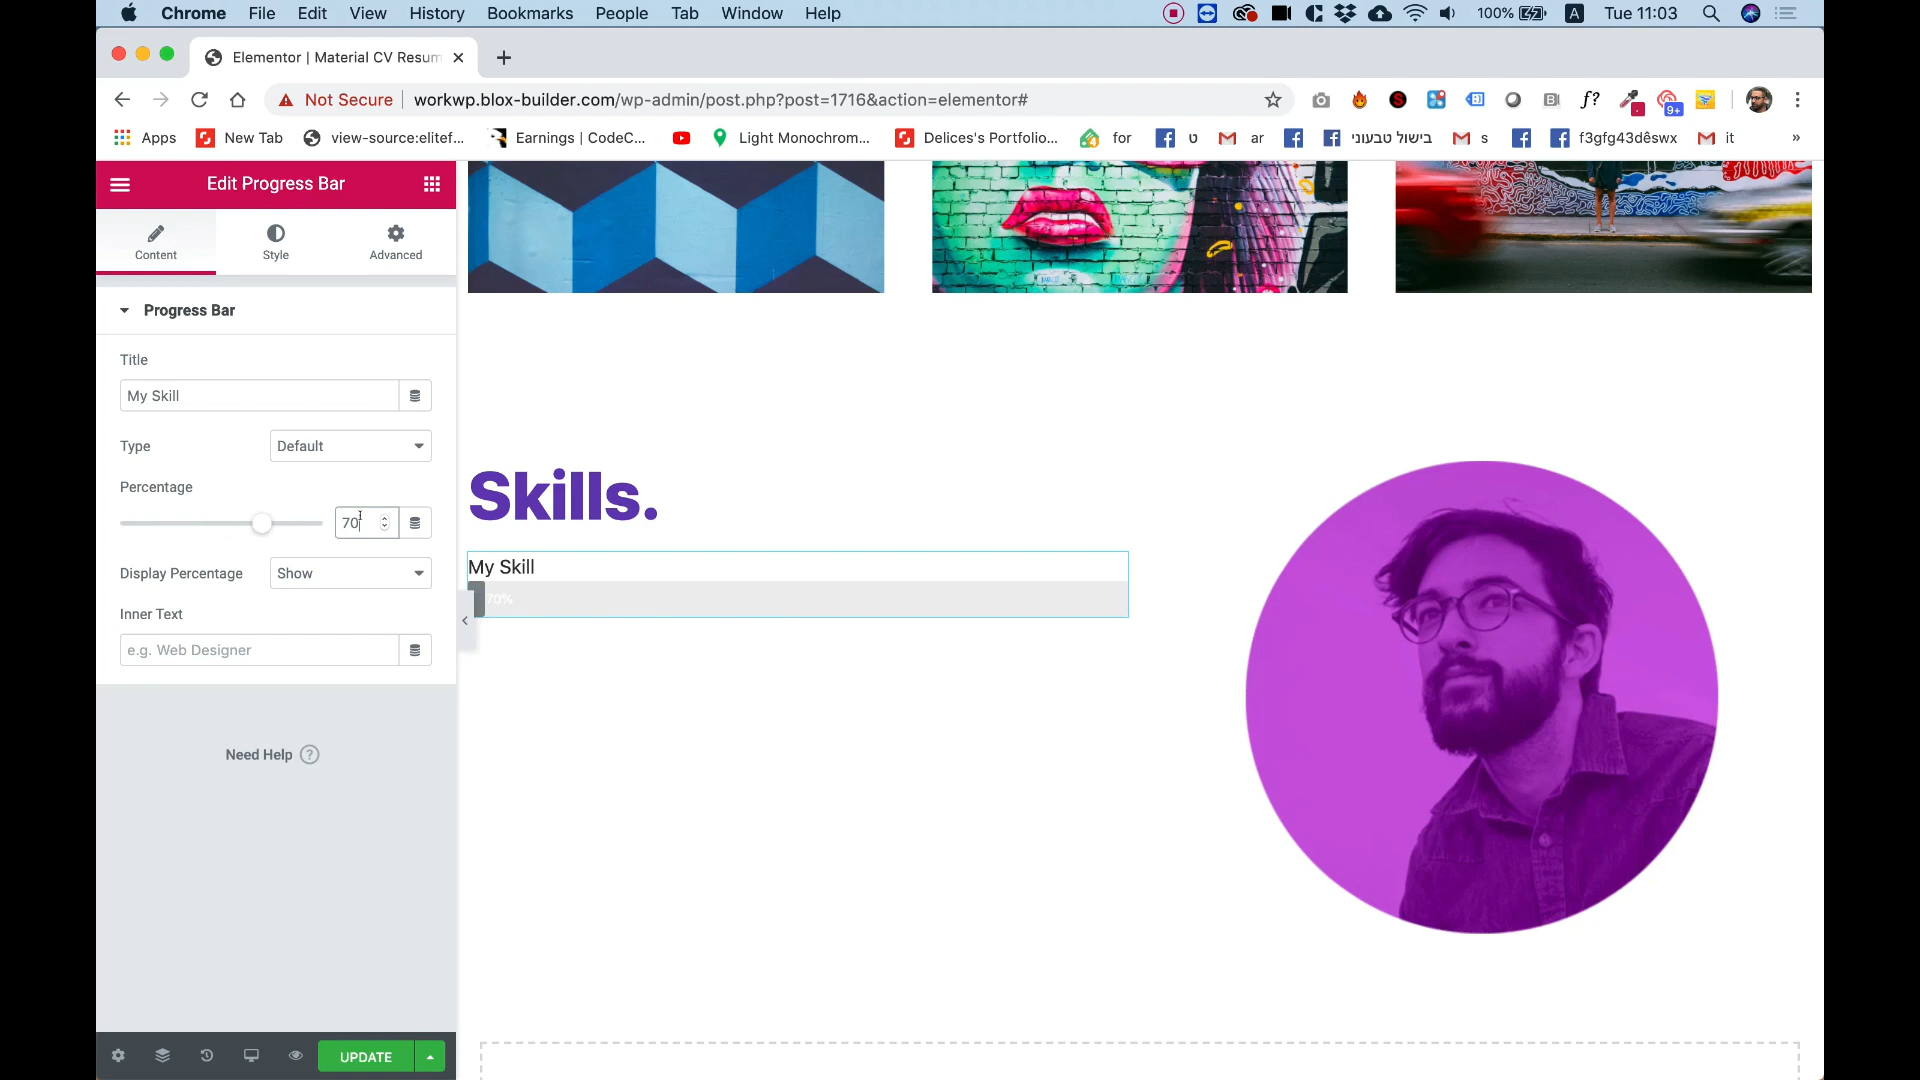 Chrome File Edit View History Bookmarks People Tab Window Help 100% A Tue 11:03
Elementor | Material CV Resum
Not Secure workwp.blox-builder.com/wp-admin/post.php?post=1716&action=elementor# f? 9+
Apps New Tab view-source:elitef... Earnings | CodeC... Light Monochrom... Delices's Portfolio... for ט ar בישול טבעוני s f3gfg43dêswx it »
Edit Progress Bar
Content Style Advanced
Progress Bar
Title
My Skill
Type Default
Percentage
70
Display Percentage Show
Inner Text
e.g. Web Designer
Need Help ?
UPDATE
Skills.
My Skill
70%